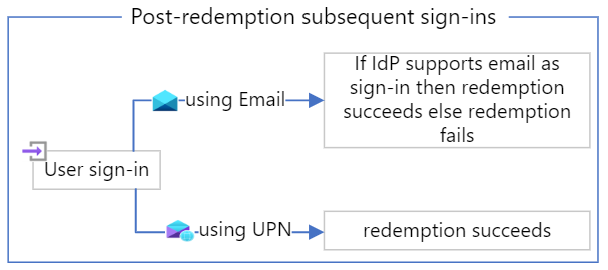 Post-redemption subsequent sign-ins
If IdP supports email as
sign-in then redemption
succeeds else redemption
fails
using Email
User sign-in
using UPN
redemption succeeds